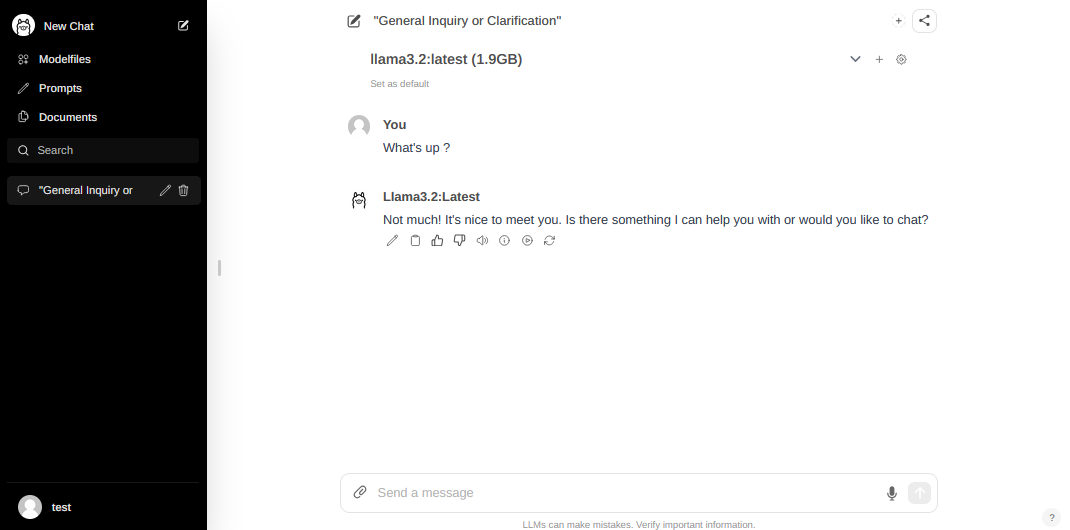 New Chat
Modelfiles
Prompts
Documents
Search
"General Inquiry or
test
"General Inquiry or Clarification"
llama3.2:latest (1.9GB)
Set as default
You
What's up ?
Llama3.2:Latest
Not much! It's nice to meet you. Is there something I can help you with or would you like to chat?
Send a message
LLMs can make mistakes. Verify important information.
?